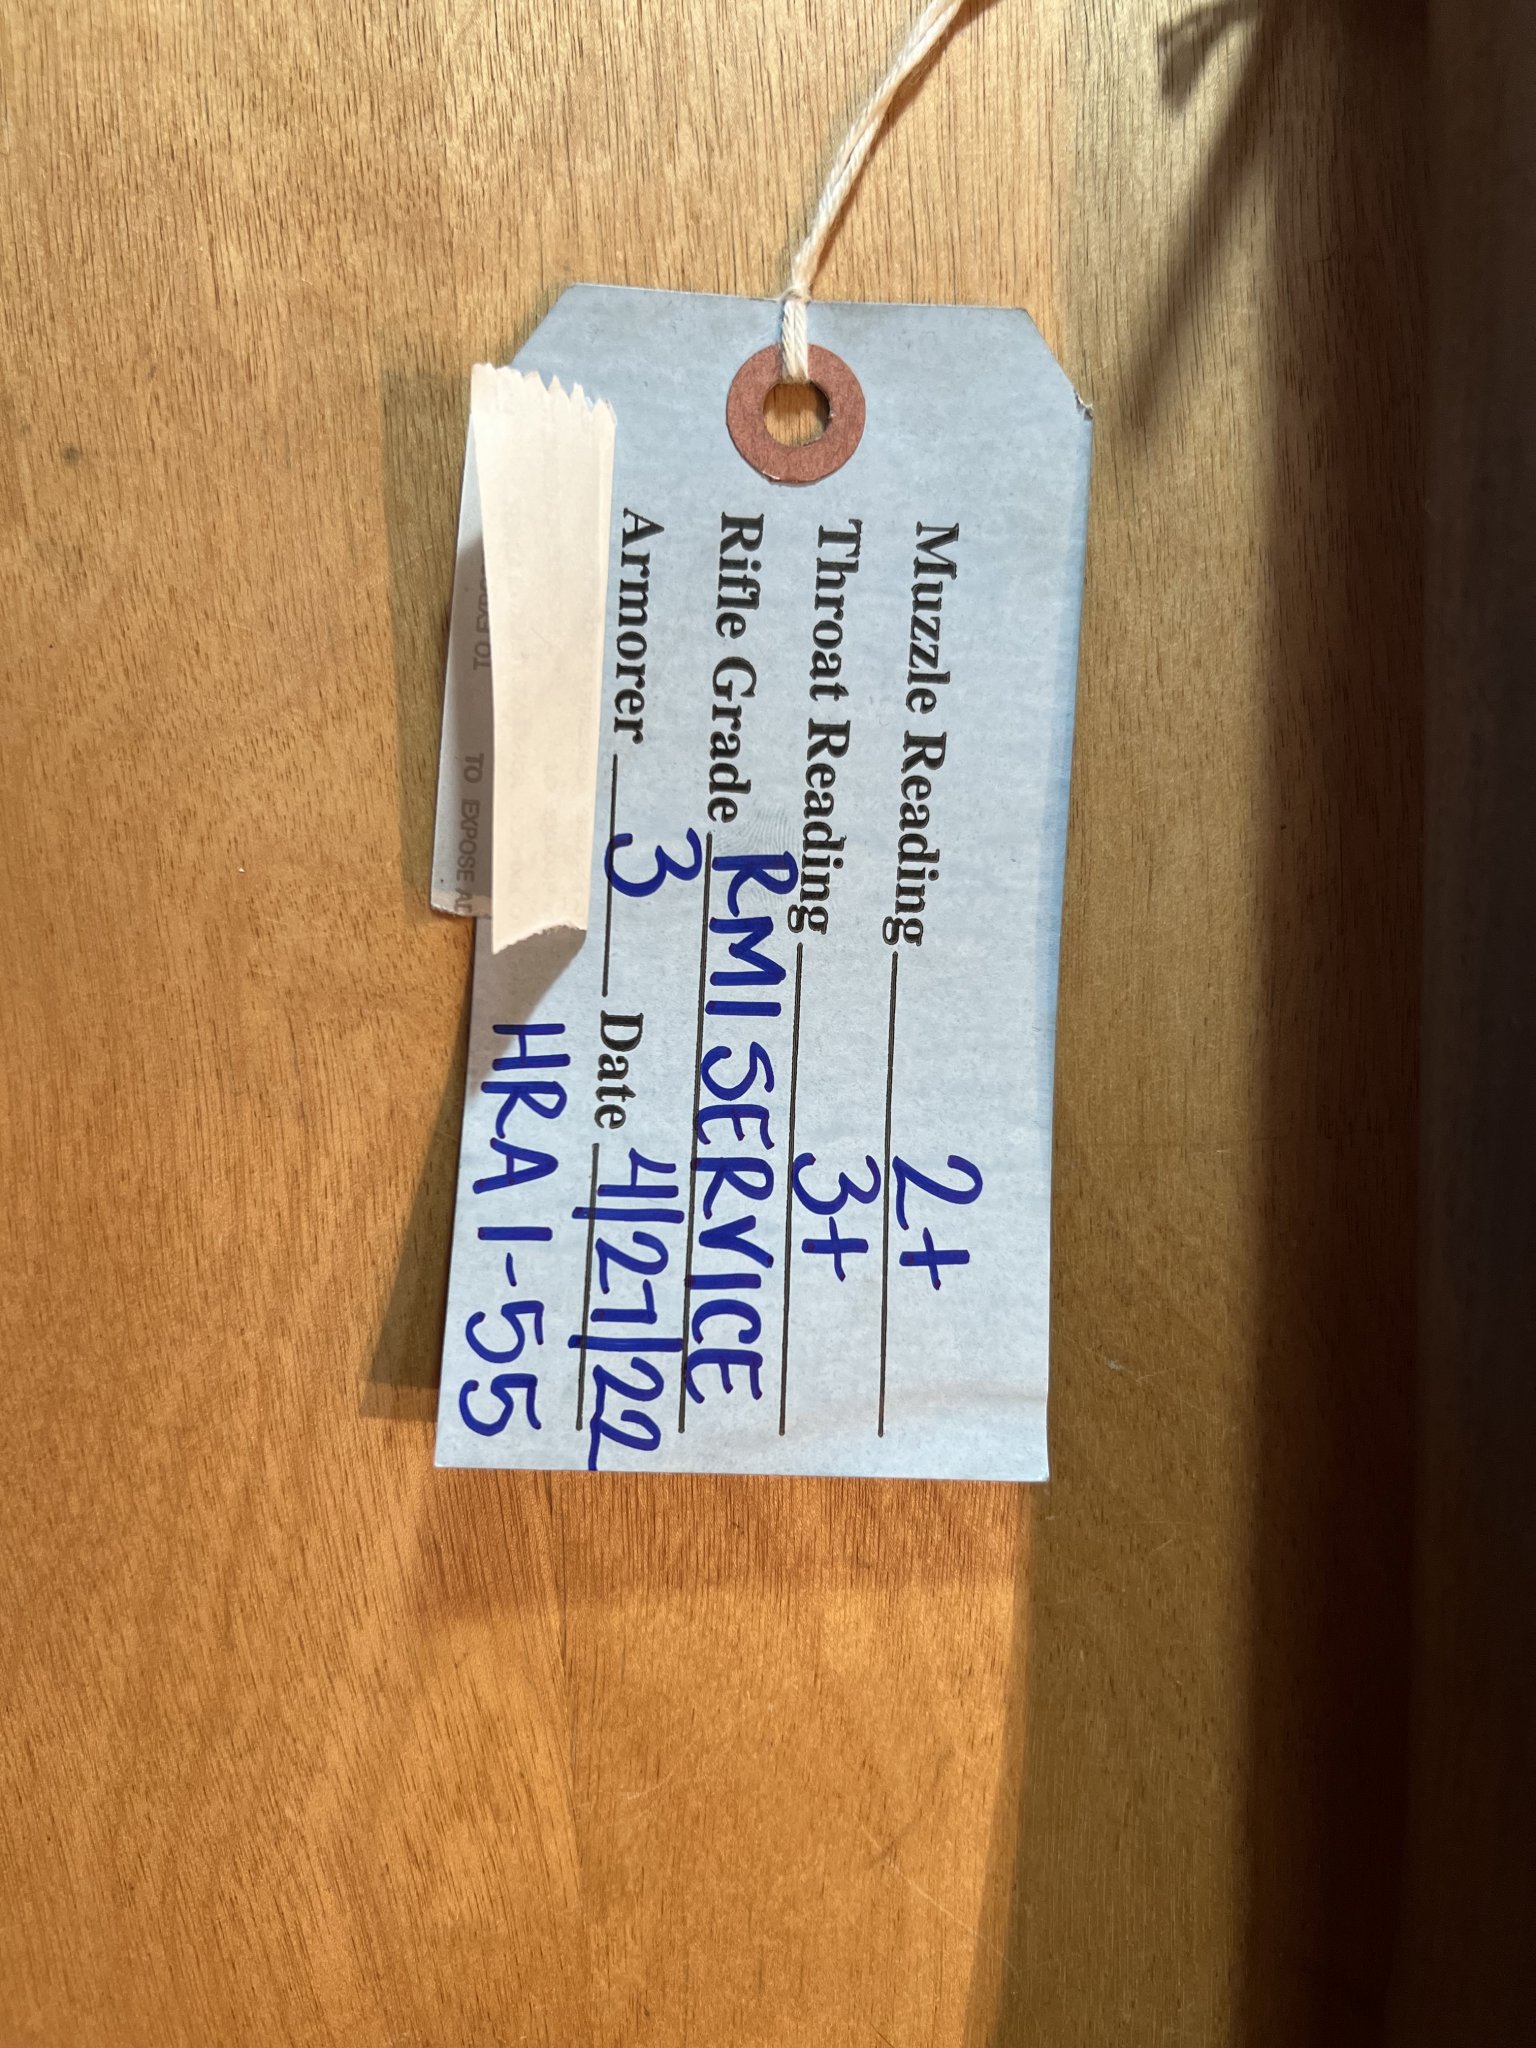 Muzzle Reading 2+
Throat Reading 3+
Rifle Grade RM1 SERVICE
Armorer 3 Date 4/27/22
HRA 1-55
TO EXPOSE